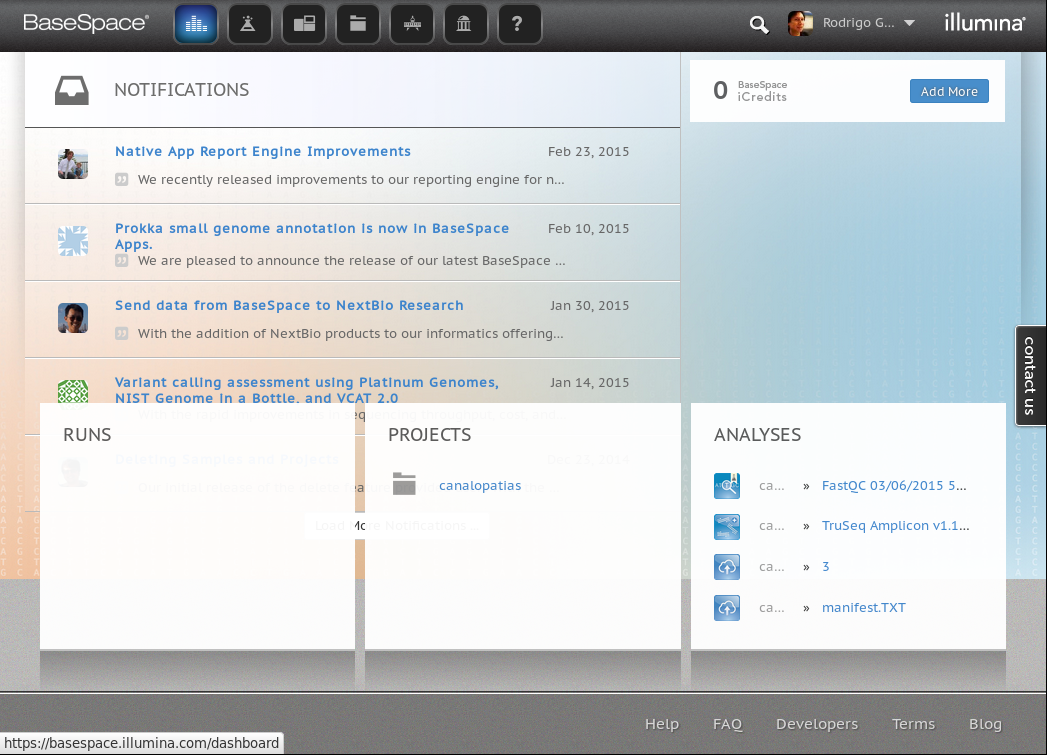 BaseSpace®
?
Rodrigo G...
illumina®
NOTIFICATIONS
0 BaseSpace
iCredits
Add More
Native App Report Engine Improvements
Feb 23, 2015
We recently released improvements to our reporting engine for n...
Prokka small genome annotation is now in BaseSpace
Apps.
Feb 10, 2015
We are pleased to announce the release of our latest BaseSpace ...
Send data from BaseSpace to NextBio Research
Jan 30, 2015
With the addition of NextBio products to our informatics offering...
Variant calling assessment using Platinum Genomes,
NIST Genome in a Bottle, and VCAT 2.0
Jan 14, 2015
contact us
RUNS
Deleting Samples and Projects
Load More Notifications...
PROJECTS
canalopatias
ANALYSES
ca... » FastQC 03/06/2015 5...
ca... » TruSeq Amplicon v1.1...
ca... » 3
ca... » manifest.TXT
Help
FAQ
Developers
Terms
Blog
https://basespace.illumina.com/dashboard